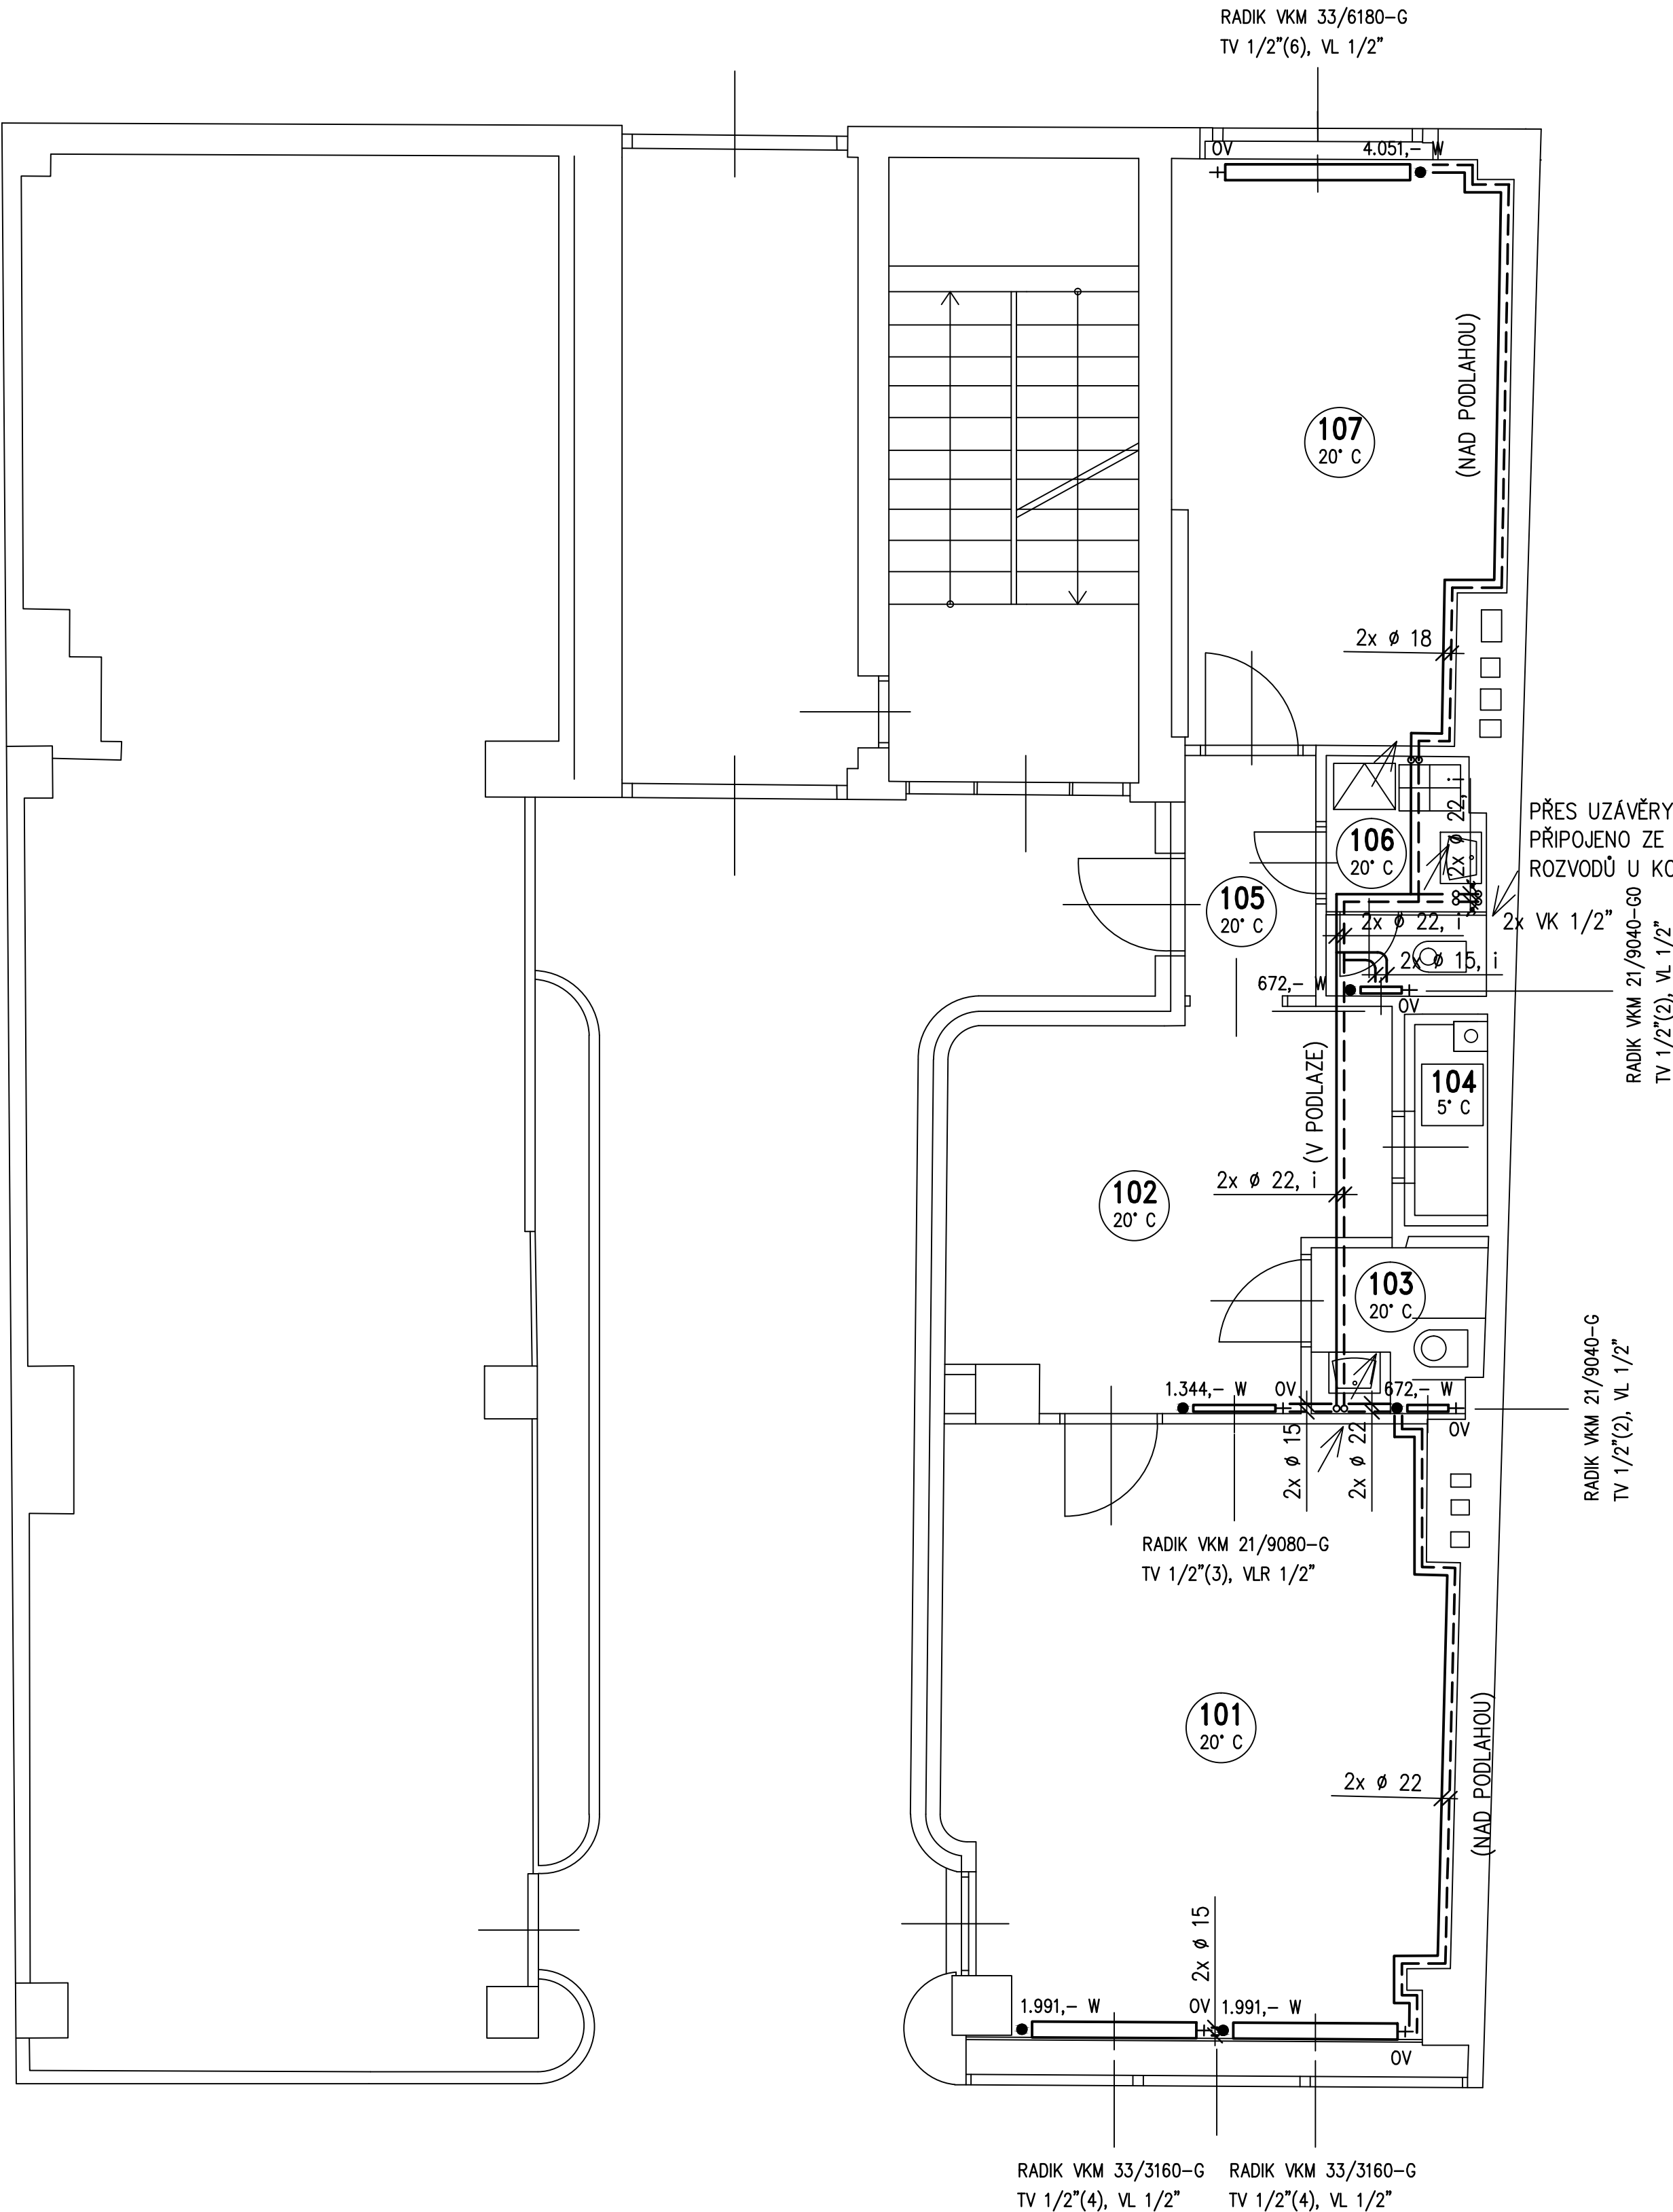 RADIK VKM 33/6180-G
TV 1/2"(6), VL 1/2"
OV
4.051,- W
(NAD PODLAHOU)
107
20° C
2x ø 18
2x ø 22, i
PŘES UZÁVĚRY
PŘIPOJENO ZE
ROZVODŮ U KO
106
20° C
105
20° C
2x ø 22, i
2x VK 1/2"
2x ø 15, i
672,- W
OV
RADIK VKM 21/9040-G0
TV 1/2"(2), VL 1/2"
(V PODLAZE)
104
5° C
102
20° C
2x ø 22, i
103
20° C
1.344,- W
OV
672,- W
OV
RADIK VKM 21/9040-G
TV 1/2"(2), VL 1/2"
2x ø 15
2x ø 22
RADIK VKM 21/9080-G
TV 1/2"(3), VLR 1/2"
101
20° C
2x ø 22
(NAD PODLAHOU)
2x ø 15
1.991,- W
OV
1.991,- W
OV
RADIK VKM 33/3160-G
TV 1/2"(4), VL 1/2"
RADIK VKM 33/3160-G
TV 1/2"(4), VL 1/2"